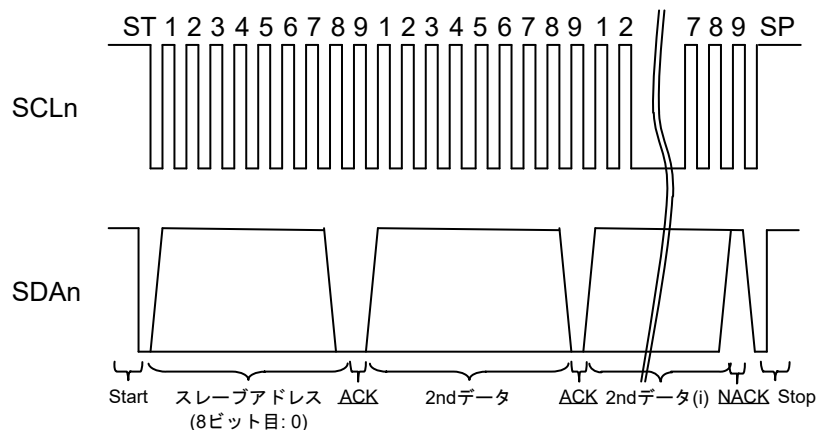 ST 1 2 3 4 5 6 7 8 9 1 2 3 4 5 6 7 8 9 1 2 7 8 9 SP
SCLn
SDAn
Start スレーブアドレス ACK 2ndデータ ACK 2ndデータ(i) NACK Stop
(8ビット目: 0)